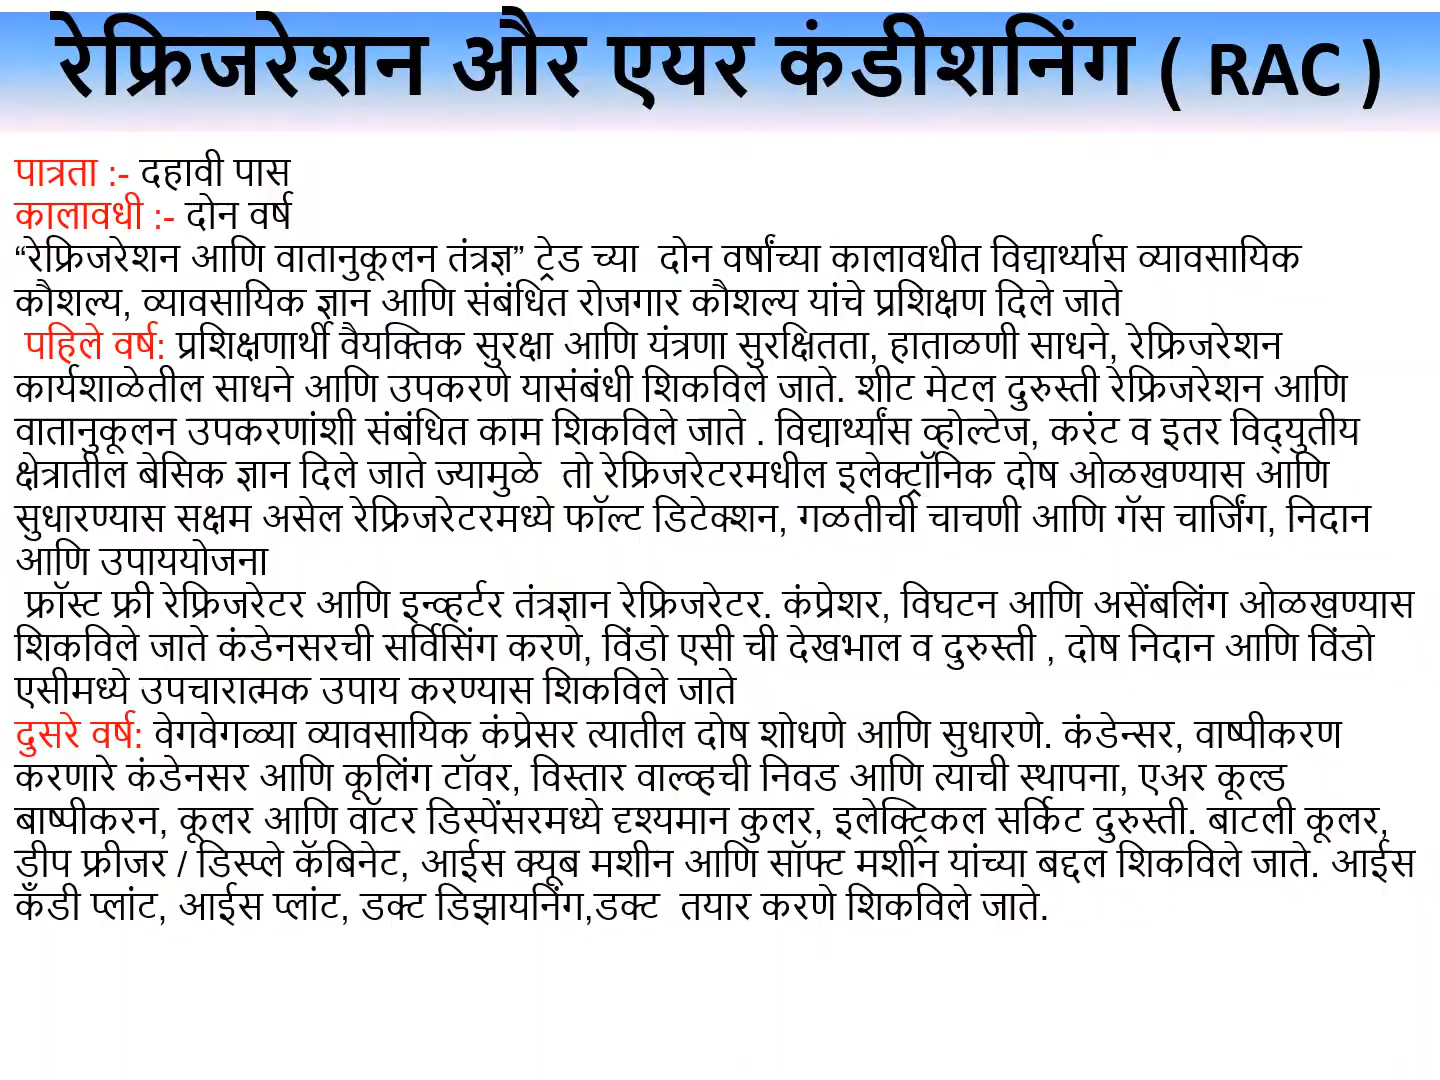 रेफ्रिजरेशन और एयर कंडीशनिंग ( RAC )
पात्रता :- दहावी पास
कालावधी :- दोन वर्ष
“रेफ्रिजरेशन आणि वातानुकूलन तंत्रज्ञ” ट्रेड च्या दोन वर्षांच्या कालावधीत विद्यार्थ्यास व्यावसायिक
कौशल्य, व्यावसायिक ज्ञान आणि संबंधित रोजगार कौशल्य यांचे प्रशिक्षण दिले जाते
पहिले वर्ष: प्रशिक्षणार्थी वैयक्तिक सुरक्षा आणि यंत्रणा सुरक्षितता, हाताळणी साधने, रेफ्रिजरेशन
कार्यशाळेतील साधने आणि उपकरणे यासंबंधी शिकविले जाते. शीट मेटल दुरुस्ती रेफ्रिजरेशन आणि
वातानुकूलन उपकरणांशी संबंधित काम शिकविले जाते . विद्यार्थ्यांस व्होल्टेज, करंट व इतर विद्‌युतीय
क्षेत्रातील बेसिक ज्ञान दिले जाते ज्यामुळे तो रेफ्रिजरेटरमधील इलेक्ट्रॉनिक दोष ओळखण्यास आणि
सुधारण्यास सक्षम असेल रेफ्रिजरेटरमध्ये फॉल्ट डिटेक्शन, गळतीची चाचणी आणि गॅस चार्जिंग, निदान
आणि उपाययोजना
फ्रॉस्ट फ्री रेफ्रिजरेटर आणि इन्व्हर्टर तंत्रज्ञान रेफ्रिजरेटर. कंप्रेशर, विघटन आणि असेंबलिंग ओळखण्यास
शिकविले जाते कंडेनसरची सर्विसिंग करणे, विंडो एसी ची देखभाल व दुरुस्ती , दोष निदान आणि विंडो
एसीमध्ये उपचारात्मक उपाय करण्यास शिकविले जाते
दुसरे वर्ष: वेगवेगळ्या व्यावसायिक कंप्रेसर त्यातील दोष शोधणे आणि सुधारणे. कंडेन्सर, वाष्पीकरण
करणारे कंडेनसर आणि कूलिंग टॉवर, विस्तार वाल्व्हची निवड आणि त्याची स्थापना, एअर कूल्ड
बाष्पीकरन, कूलर आणि वॉटर डिस्पेंसरमध्ये दृश्यमान कुलर, इलेक्ट्रिकल सर्किट दुरुस्ती. बाटली कूलर,
डीप फ्रीजर / डिस्प्ले कॅबिनेट, आईस क्यूब मशीन आणि सॉफ्ट मशीन यांच्या बद्दल शिकविले जाते. आईस
कँडी प्लांट, आईस प्लांट, डक्ट डिझायनिंग,डक्ट तयार करणे शिकविले जाते.